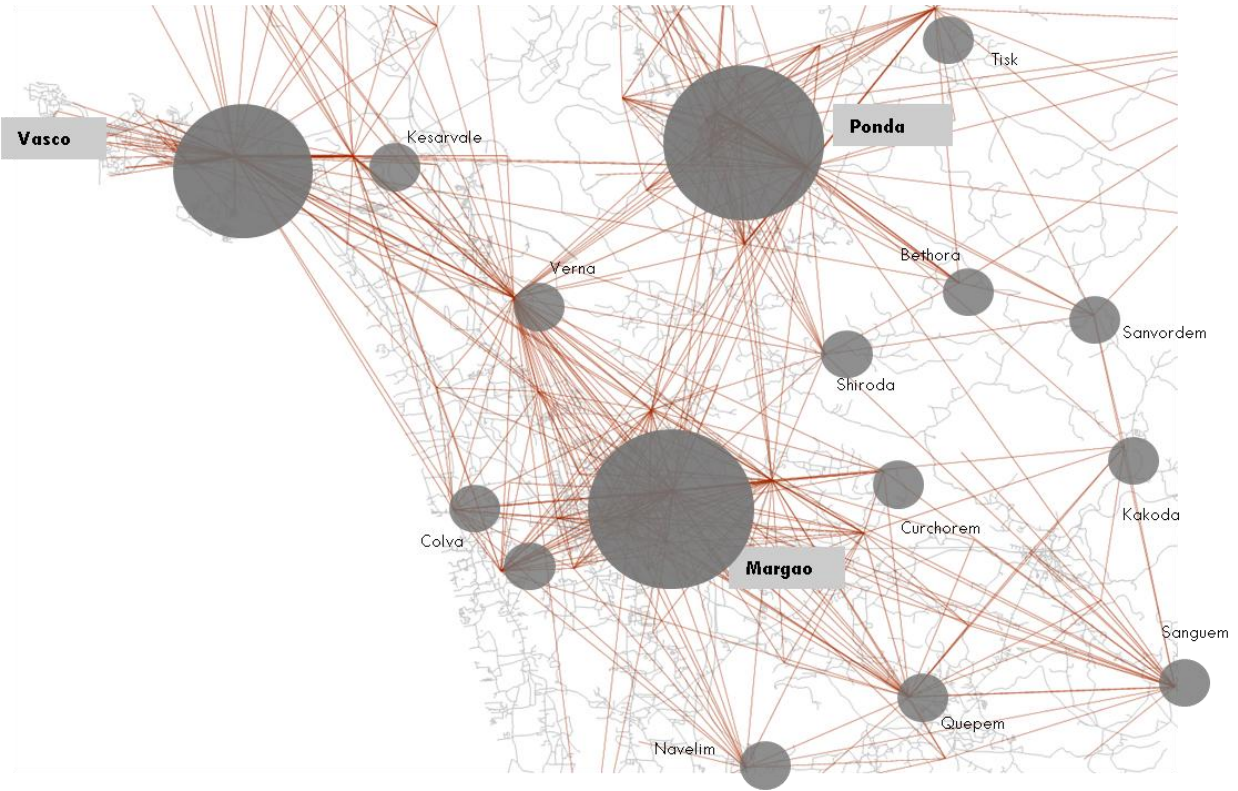 Tisk
Vasco
Ponda
Kesarvale
Bethora
Verna
Sanvordem
Shiroda
Kakoda
Curchorem
Colva
Margao
Sanguem
Quepem
Navelim